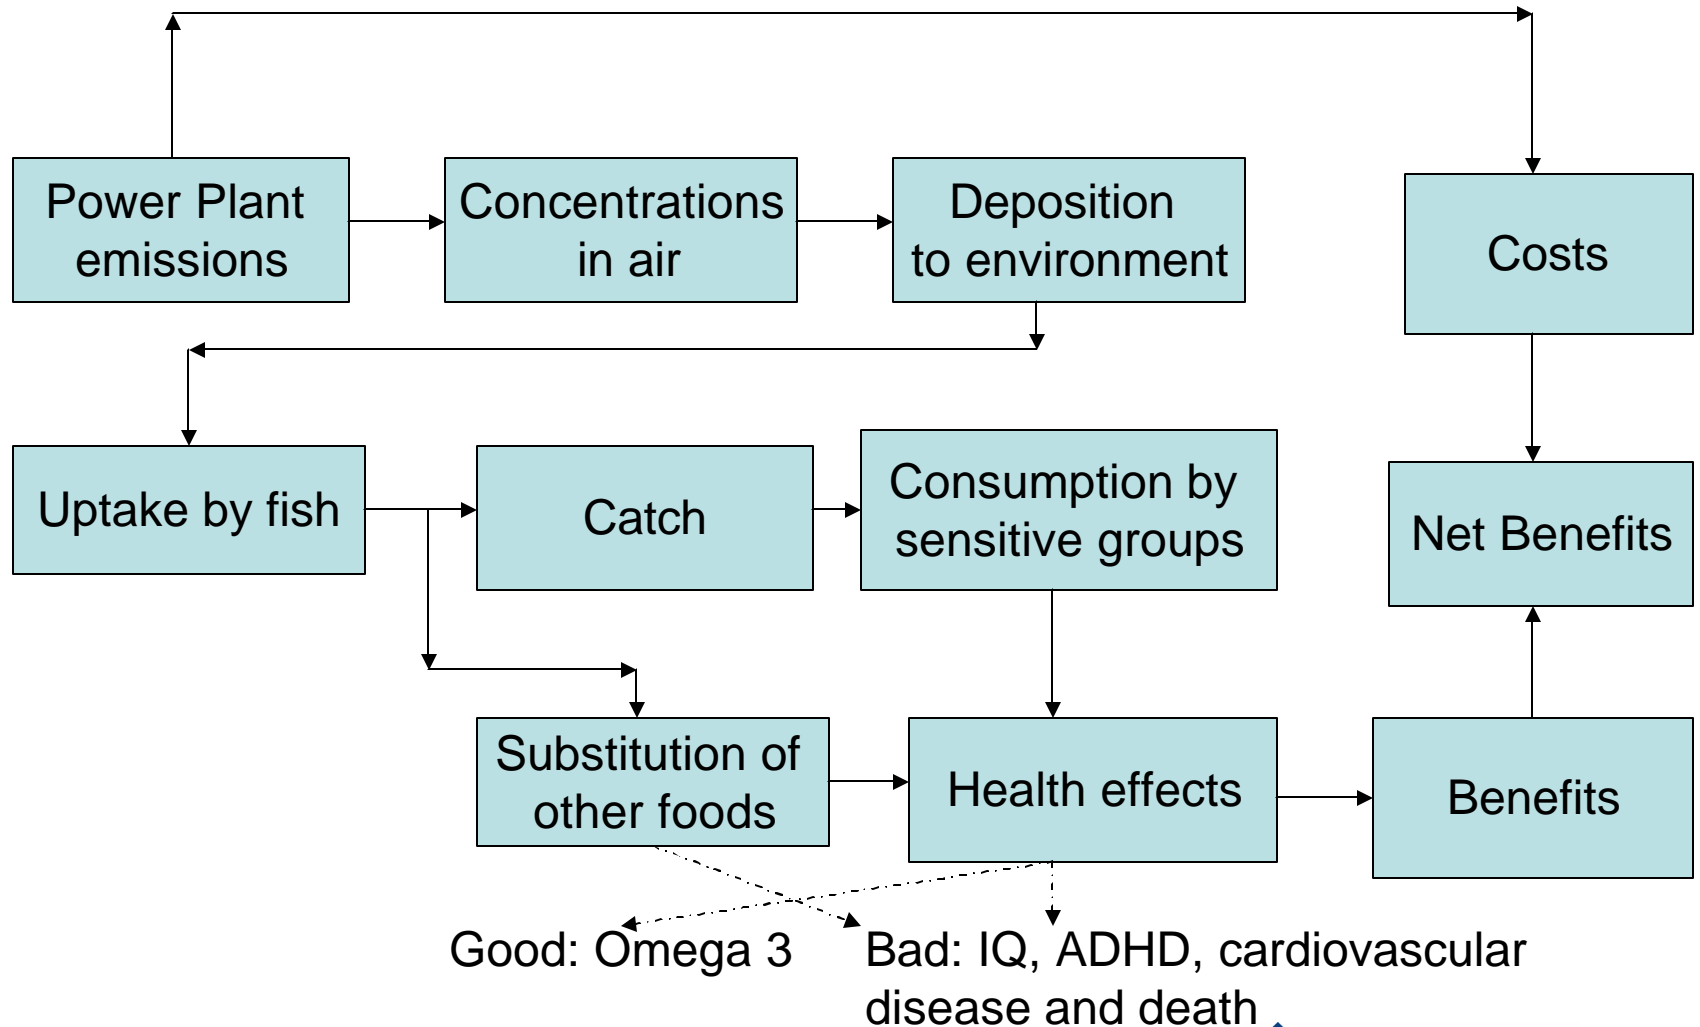 Power Plant
emissions
Concentrations
in air
Deposition
to environment
Costs
Uptake by fish
Catch
Consumption by
sensitive groups
Net Benefits
Substitution of
other foods
Health effects
Benefits
Good: Omega 3
Bad: IQ, ADHD, cardiovascular
disease and death